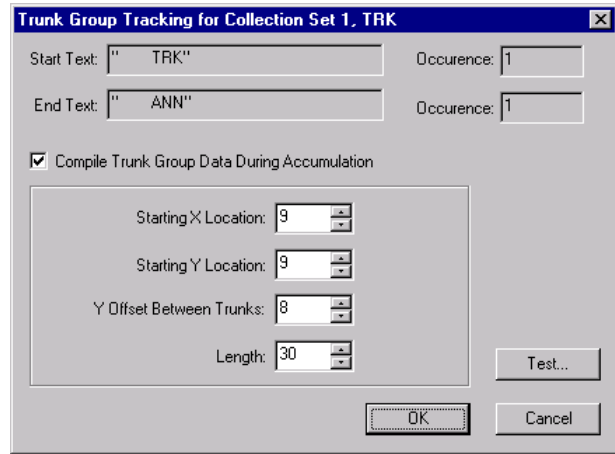 Trunk Group Tracking for Collection Set 1, TRK
Start Text: "      TRK" Occurence: 1
End Text: "      ANN" Occurence: 1
Compile Trunk Group Data During Accumulation
Starting X Location: 9
Starting Y Location: 9
Y Offset Between Trunks: 8
Length: 30
Test...
OK Cancel